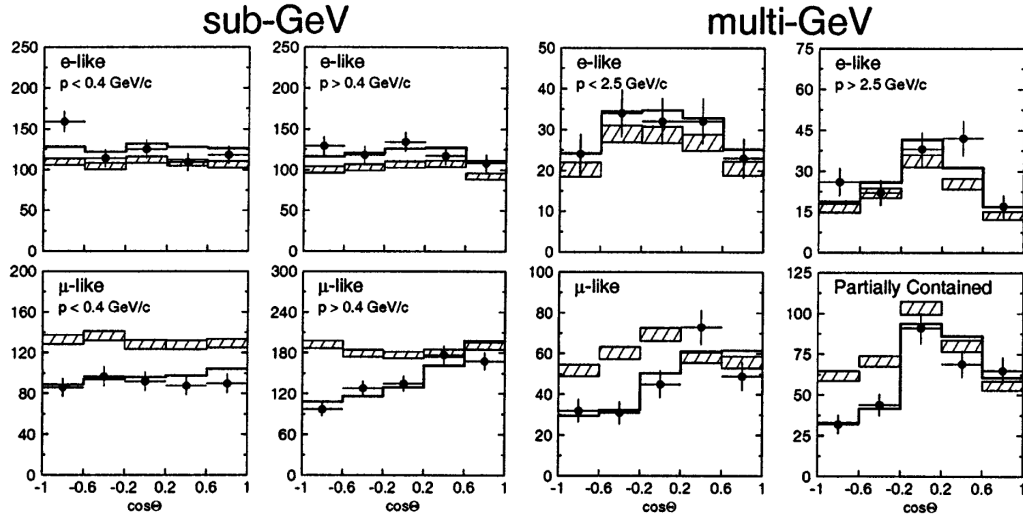 sub-GeV
multi-GeV
250
200
150
100
50
0
e-like
p < 0.4 GeV/c
250
200
150
100
50
0
e-like
p > 0.4 GeV/c
50
40
30
20
10
0
e-like
p < 2.5 GeV/c
75
60
45
30
15
0
e-like
p > 2.5 GeV/c
200
160
120
80
40
0
μ-like
p < 0.4 GeV/c
-1 -0.6 -0.2 0.2 0.6 1
cosΘ
300
240
180
120
60
0
μ-like
p > 0.4 GeV/c
-1 -0.6 -0.2 0.2 0.6 1
cosΘ
100
80
60
40
20
0
μ-like
-1 -0.6 -0.2 0.2 0.6 1
cosΘ
125
100
75
50
25
0
Partially Contained
-1 -0.6 -0.2 0.2 0.6 1
cosΘ